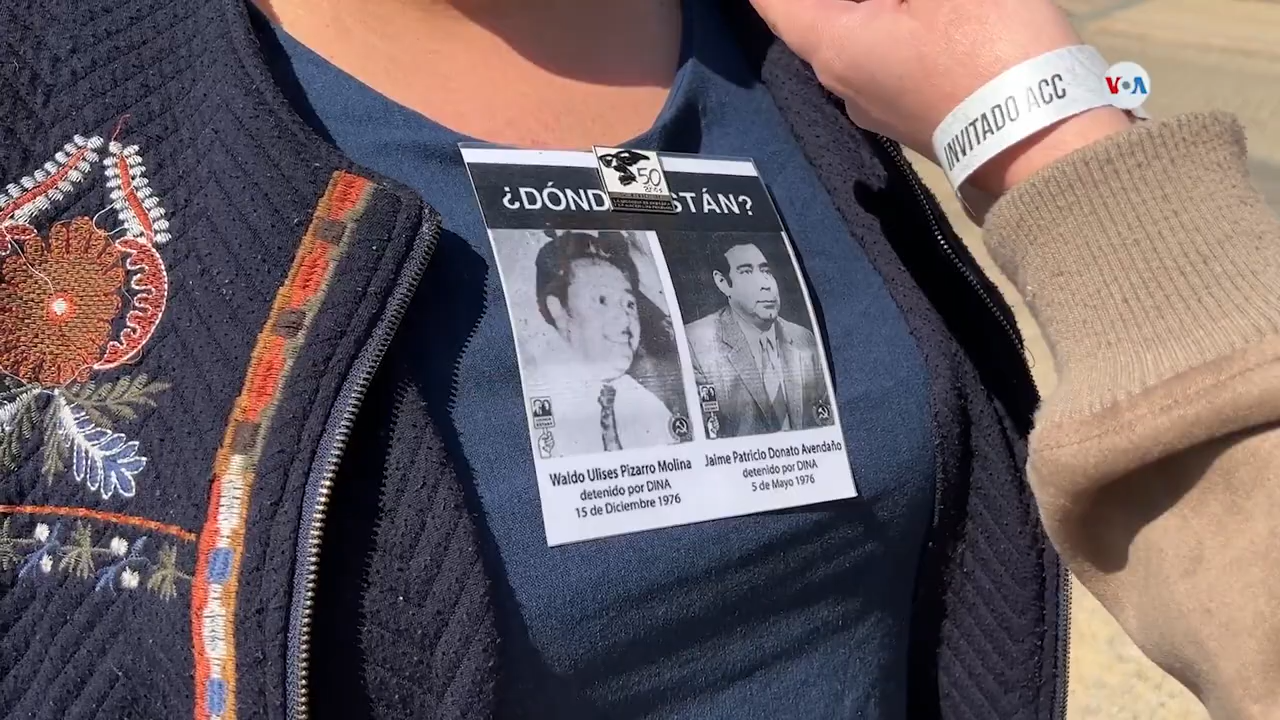 VOA
INVITADO ACC
50
¿DÓND STÁN?
Waldo Ulises Pizarro Molina
detenido por DINA
15 de Diciembre 1976
Jaime Patricio Donato Avendaño
detenido por DINA
5 de Mayo 1976